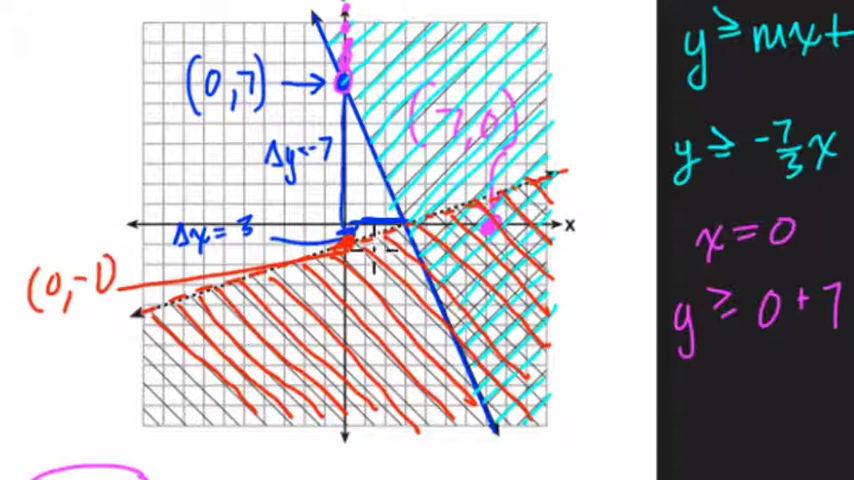 (0,7)
(7,0)
Δy=-7
Δx = 3
x
(0,-1)
y ≥ mx+
y ≥ -7/3 x
x = 0
y ≥ 0 + 7